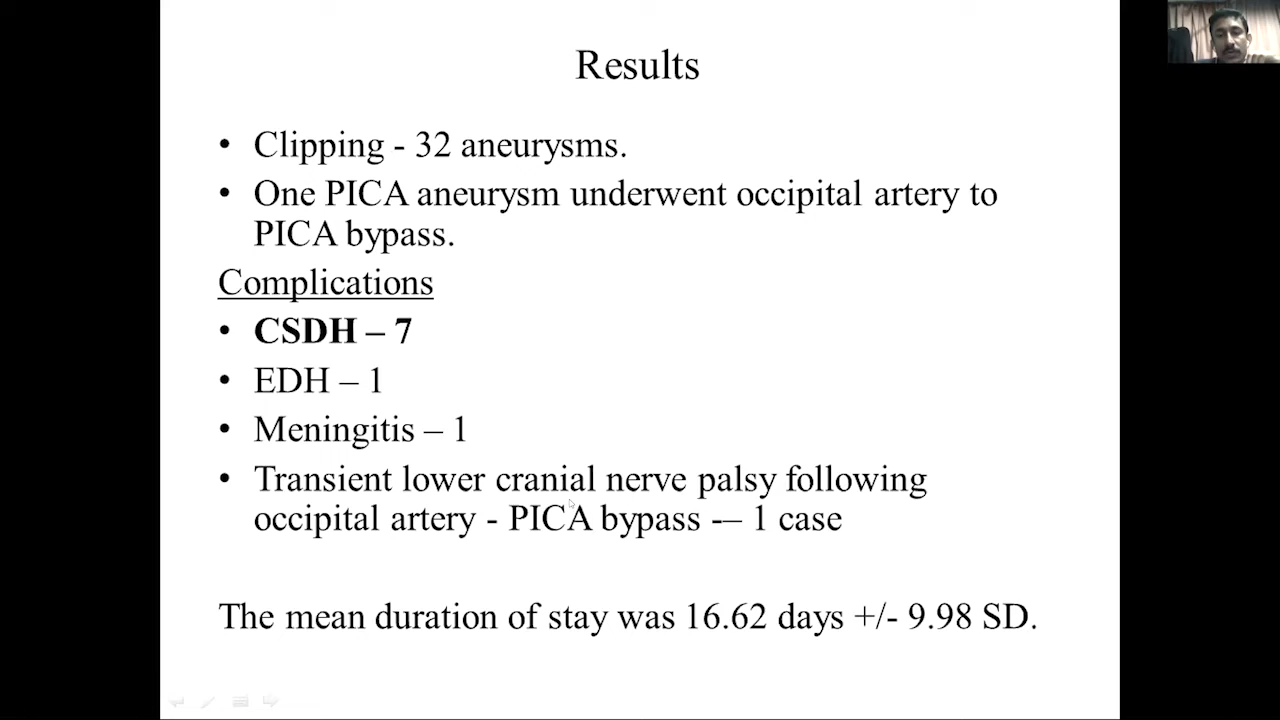 Results
• Clipping - 32 aneurysms.
• One PICA aneurysm underwent occipital artery to
PICA bypass.
Complications
• CSDH – 7
• EDH – 1
• Meningitis – 1
• Transient lower cranial nerve palsy following
occipital artery - PICA bypass -– 1 case
The mean duration of stay was 16.62 days +/- 9.98 SD.